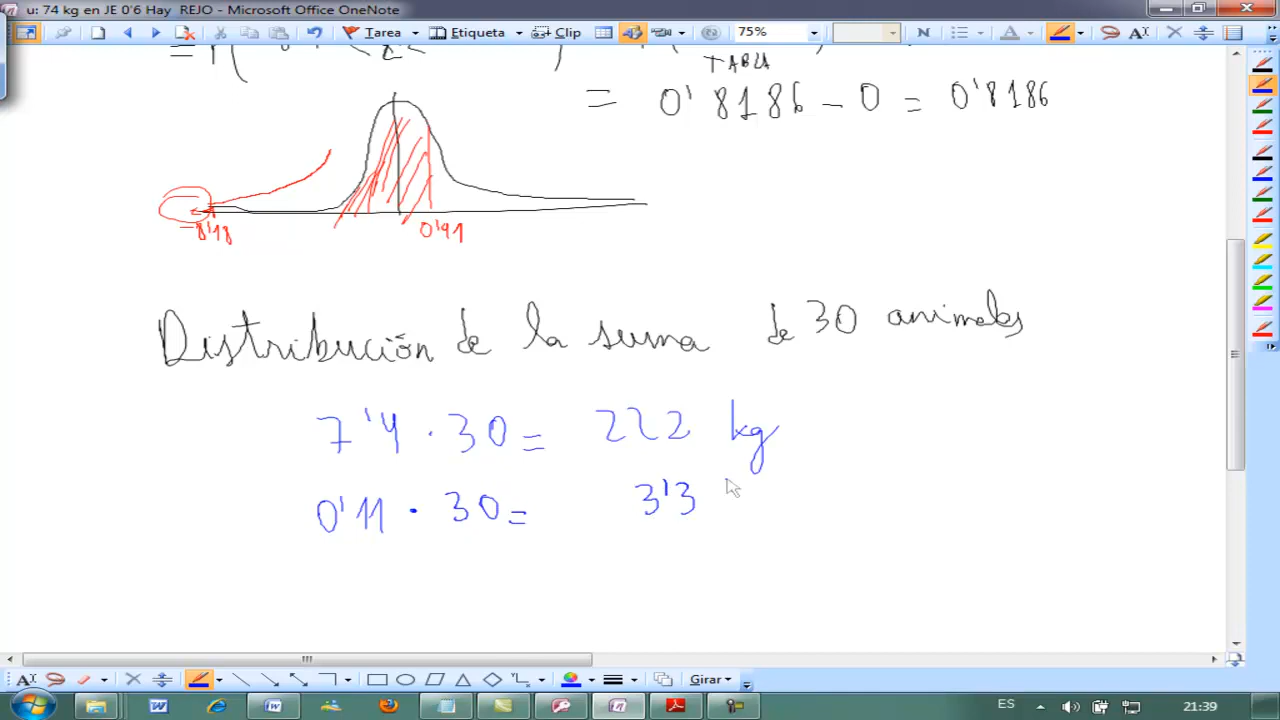 u: 74 kg en JE 0'6 Hay REJO - Microsoft Office OneNote
Tarea Etiqueta Clip 75% N A
TABLA
= 0'8186 - 0 = 0'8186
-8'18 0'91
Distribución de la suma de 30 animales
7'4 · 30 = 222 kg
0'11 · 30 = 3'3
Girar
ES 21:39